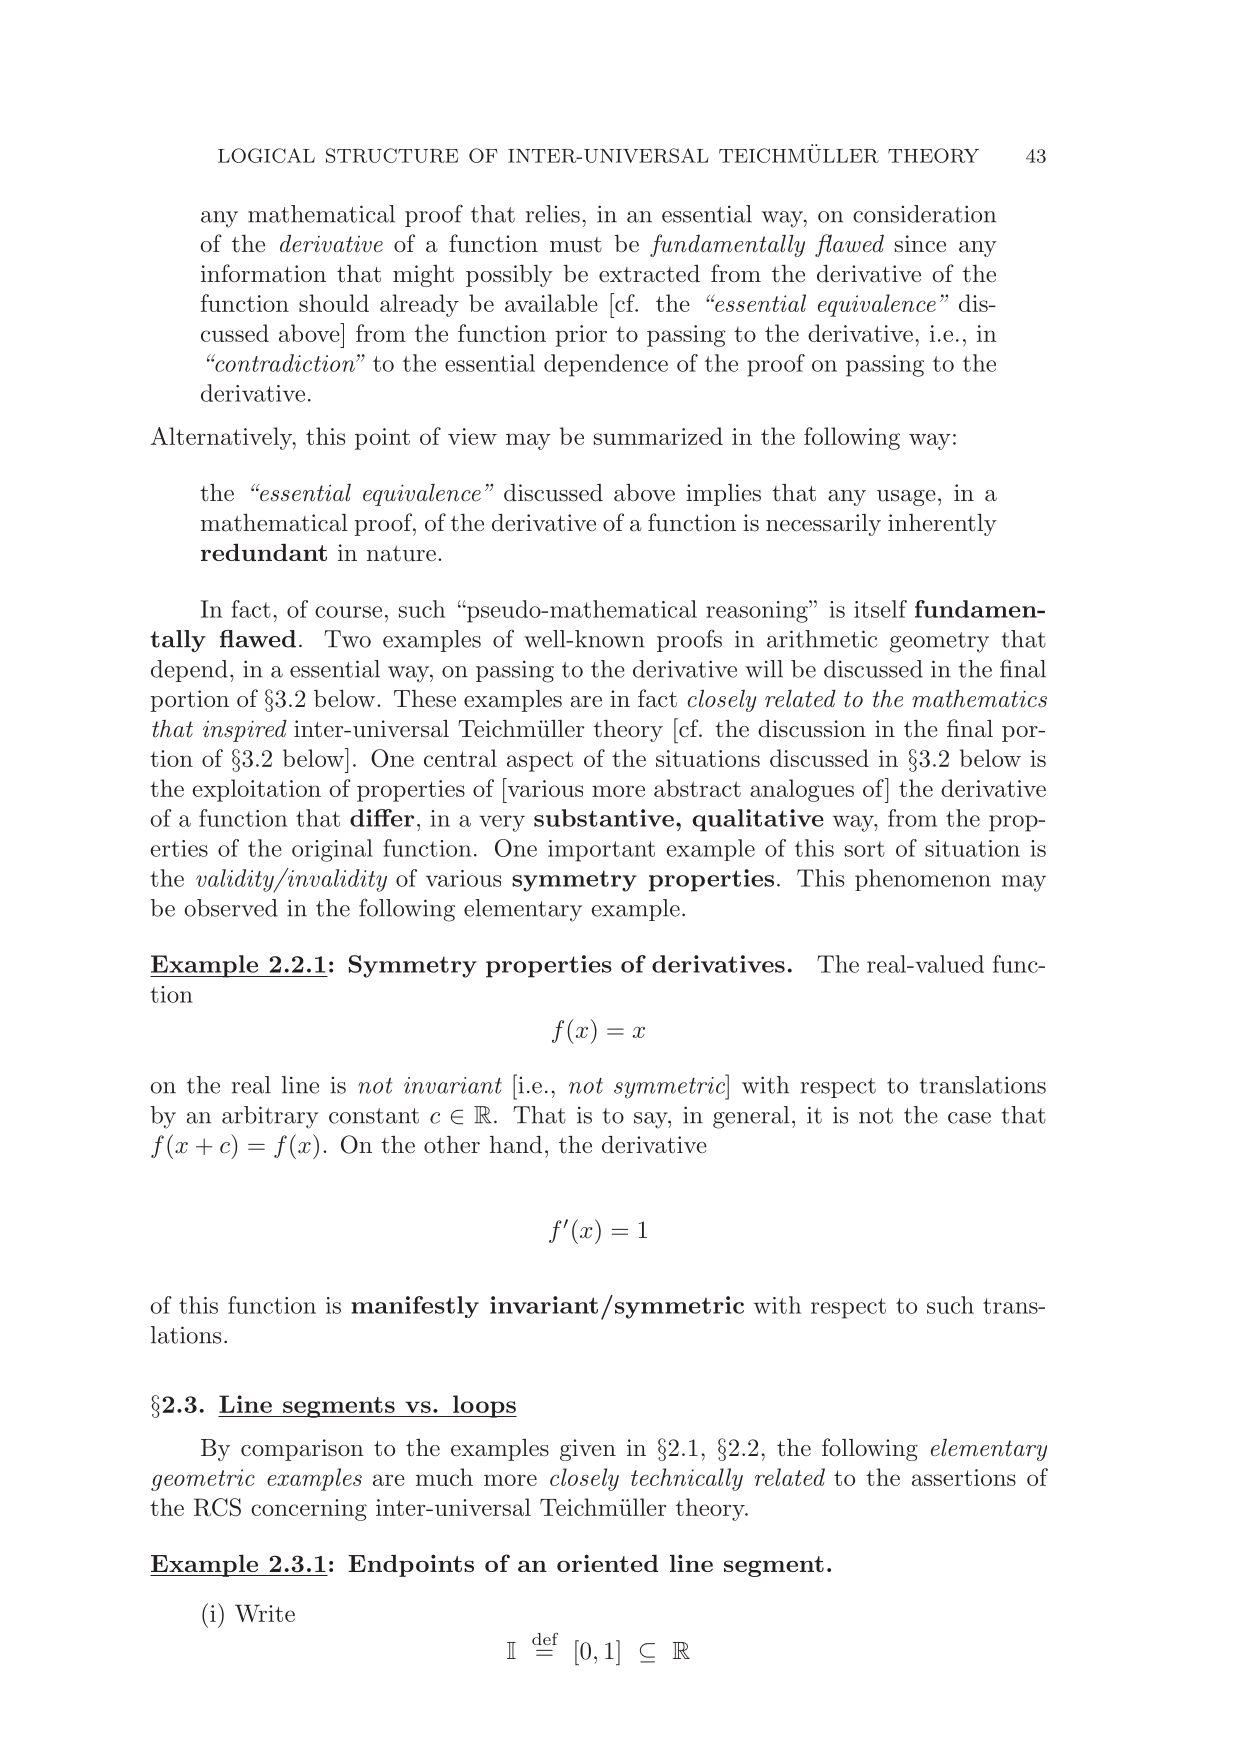 LOGICAL STRUCTURE OF INTER-UNIVERSAL TEICHMÜLLER THEORY 43
any mathematical proof that relies, in an essential way, on consideration
of the derivative of a function must be fundamentally flawed since any
information that might possibly be extracted from the derivative of the
function should already be available [cf. the “essential equivalence” dis-
cussed above] from the function prior to passing to the derivative, i.e., in
“contradiction” to the essential dependence of the proof on passing to the
derivative.
Alternatively, this point of view may be summarized in the following way:
the “essential equivalence” discussed above implies that any usage, in a
mathematical proof, of the derivative of a function is necessarily inherently
redundant in nature.
In fact, of course, such “pseudo-mathematical reasoning” is itself fundamen-
tally flawed. Two examples of well-known proofs in arithmetic geometry that
depend, in a essential way, on passing to the derivative will be discussed in the final
portion of §3.2 below. These examples are in fact closely related to the mathematics
that inspired inter-universal Teichmüller theory [cf. the discussion in the final por-
tion of §3.2 below]. One central aspect of the situations discussed in §3.2 below is
the exploitation of properties of [various more abstract analogues of] the derivative
of a function that differ, in a very substantive, qualitative way, from the prop-
erties of the original function. One important example of this sort of situation is
the validity/invalidity of various symmetry properties. This phenomenon may
be observed in the following elementary example.
Example 2.2.1: Symmetry properties of derivatives. The real-valued func-
tion
f(x) = x
on the real line is not invariant [i.e., not symmetric] with respect to translations
by an arbitrary constant c ∈ ℝ. That is to say, in general, it is not the case that
f(x + c) = f(x). On the other hand, the derivative
f′(x) = 1
of this function is manifestly invariant/symmetric with respect to such trans-
lations.
§2.3. Line segments vs. loops
By comparison to the examples given in §2.1, §2.2, the following elementary
geometric examples are much more closely technically related to the assertions of
the RCS concerning inter-universal Teichmüller theory.
Example 2.3.1: Endpoints of an oriented line segment.
(i) Write
𝕀 def= [0, 1] ⊆ ℝ